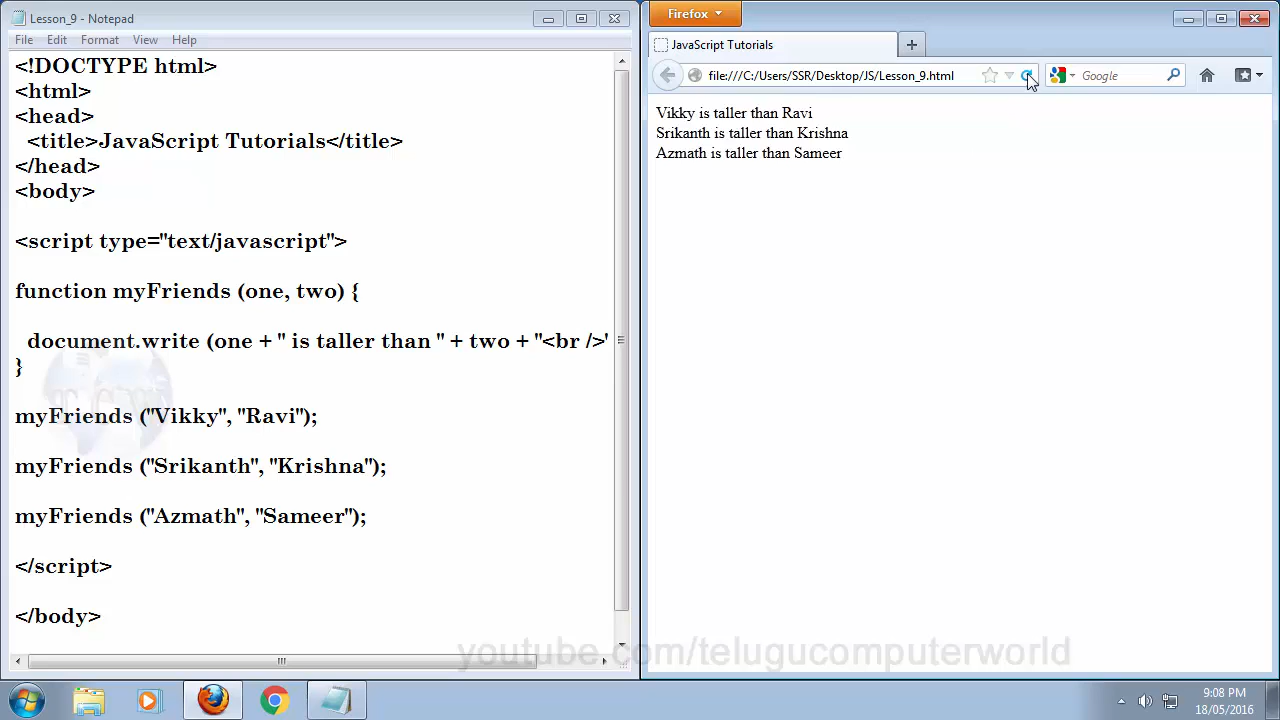 Lesson_9 - Notepad
File Edit Format View Help
<!DOCTYPE html>
<html>
<head>
<title>JavaScript Tutorials</title>
</head>
<body>
<script type="text/javascript">
function myFriends (one, two) {
document.write (one + " is taller than " + two + "<br />"
}
myFriends ("Vikky", "Ravi");
myFriends ("Srikanth", "Krishna");
myFriends ("Azmath", "Sameer");
</script>
</body>
Firefox
JavaScript Tutorials
file:///C:/Users/SSR/Desktop/JS/Lesson_9.html
Google
Vikky is taller than Ravi
Srikanth is taller than Krishna
Azmath is taller than Sameer
youtube.com/telugucomputerworld
9:08 PM
18/05/2016